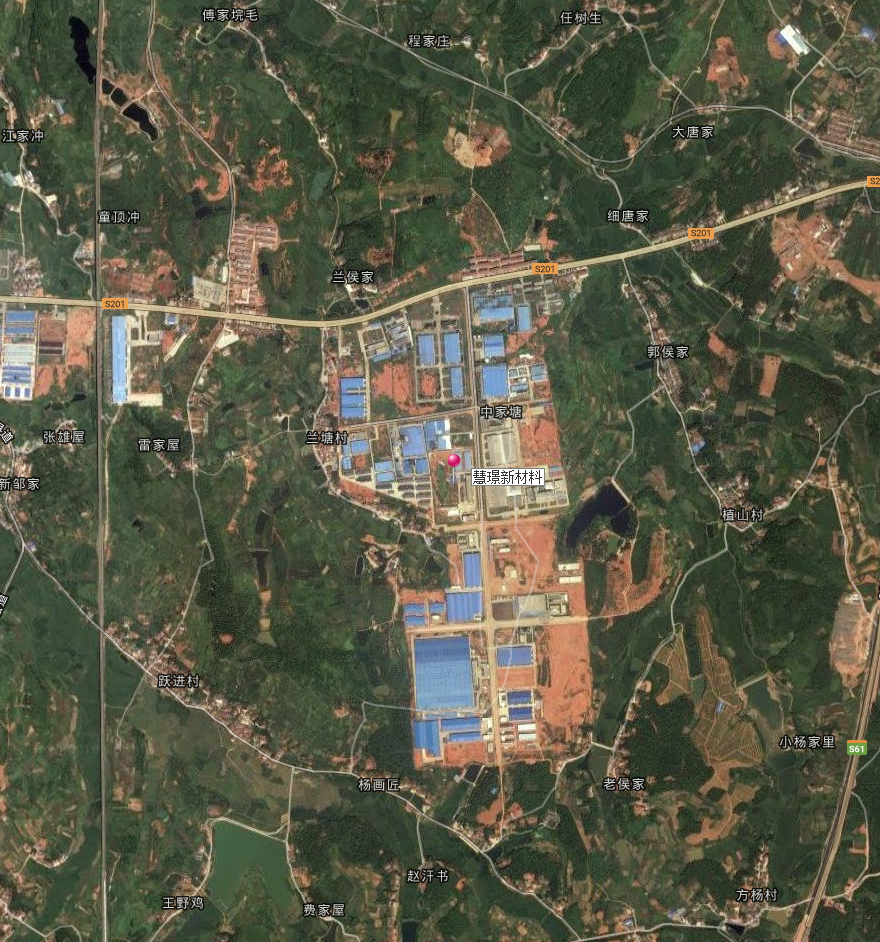 傅家垸毛
任树生
程家庄
江家冲
大唐家
童顶冲
细唐家
S2
S201
兰侯家
S201
S201
郭侯家
中家塘
张雄屋
雷家屋
兰塘村
新邹家
慧璟新材料
植山村
跃进村
小杨家里
S61
杨画匠
老侯家
赵汗书
方杨村
王野鸡
费家屋